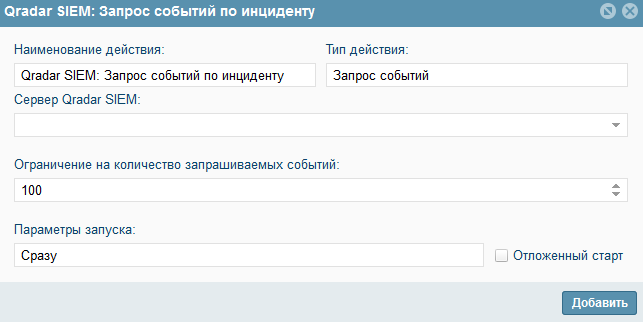 Qradar SIEM: Запрос событий по инциденту
Наименование действия: Тип действия:
Qradar SIEM: Запрос событий по инциденту Запрос событий
Сервер Qradar SIEM:
Ограничение на количество запрашиваемых событий:
100
Параметры запуска:
Сразу Отложенный старт
Добавить